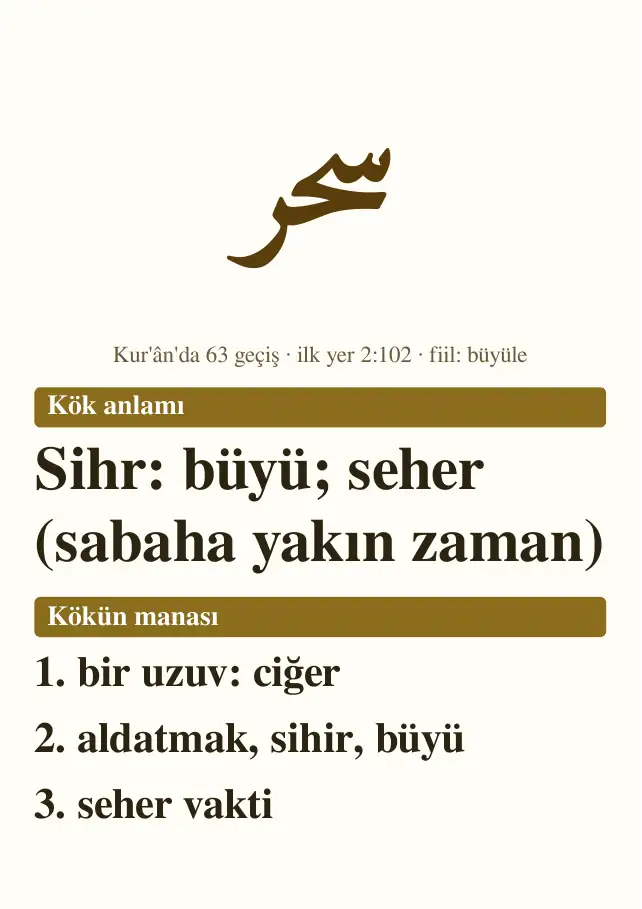 سحر
Kur'ân'da 63 geçiş · ilk yer 2:102 · fiil: büyüle
Kök anlamı
Sihr: büyü; seher
(sabaha yakın zaman)
Kökün manası
1. bir uzuv: ciğer
2. aldatmak, sihir, büyü
3. seher vakti